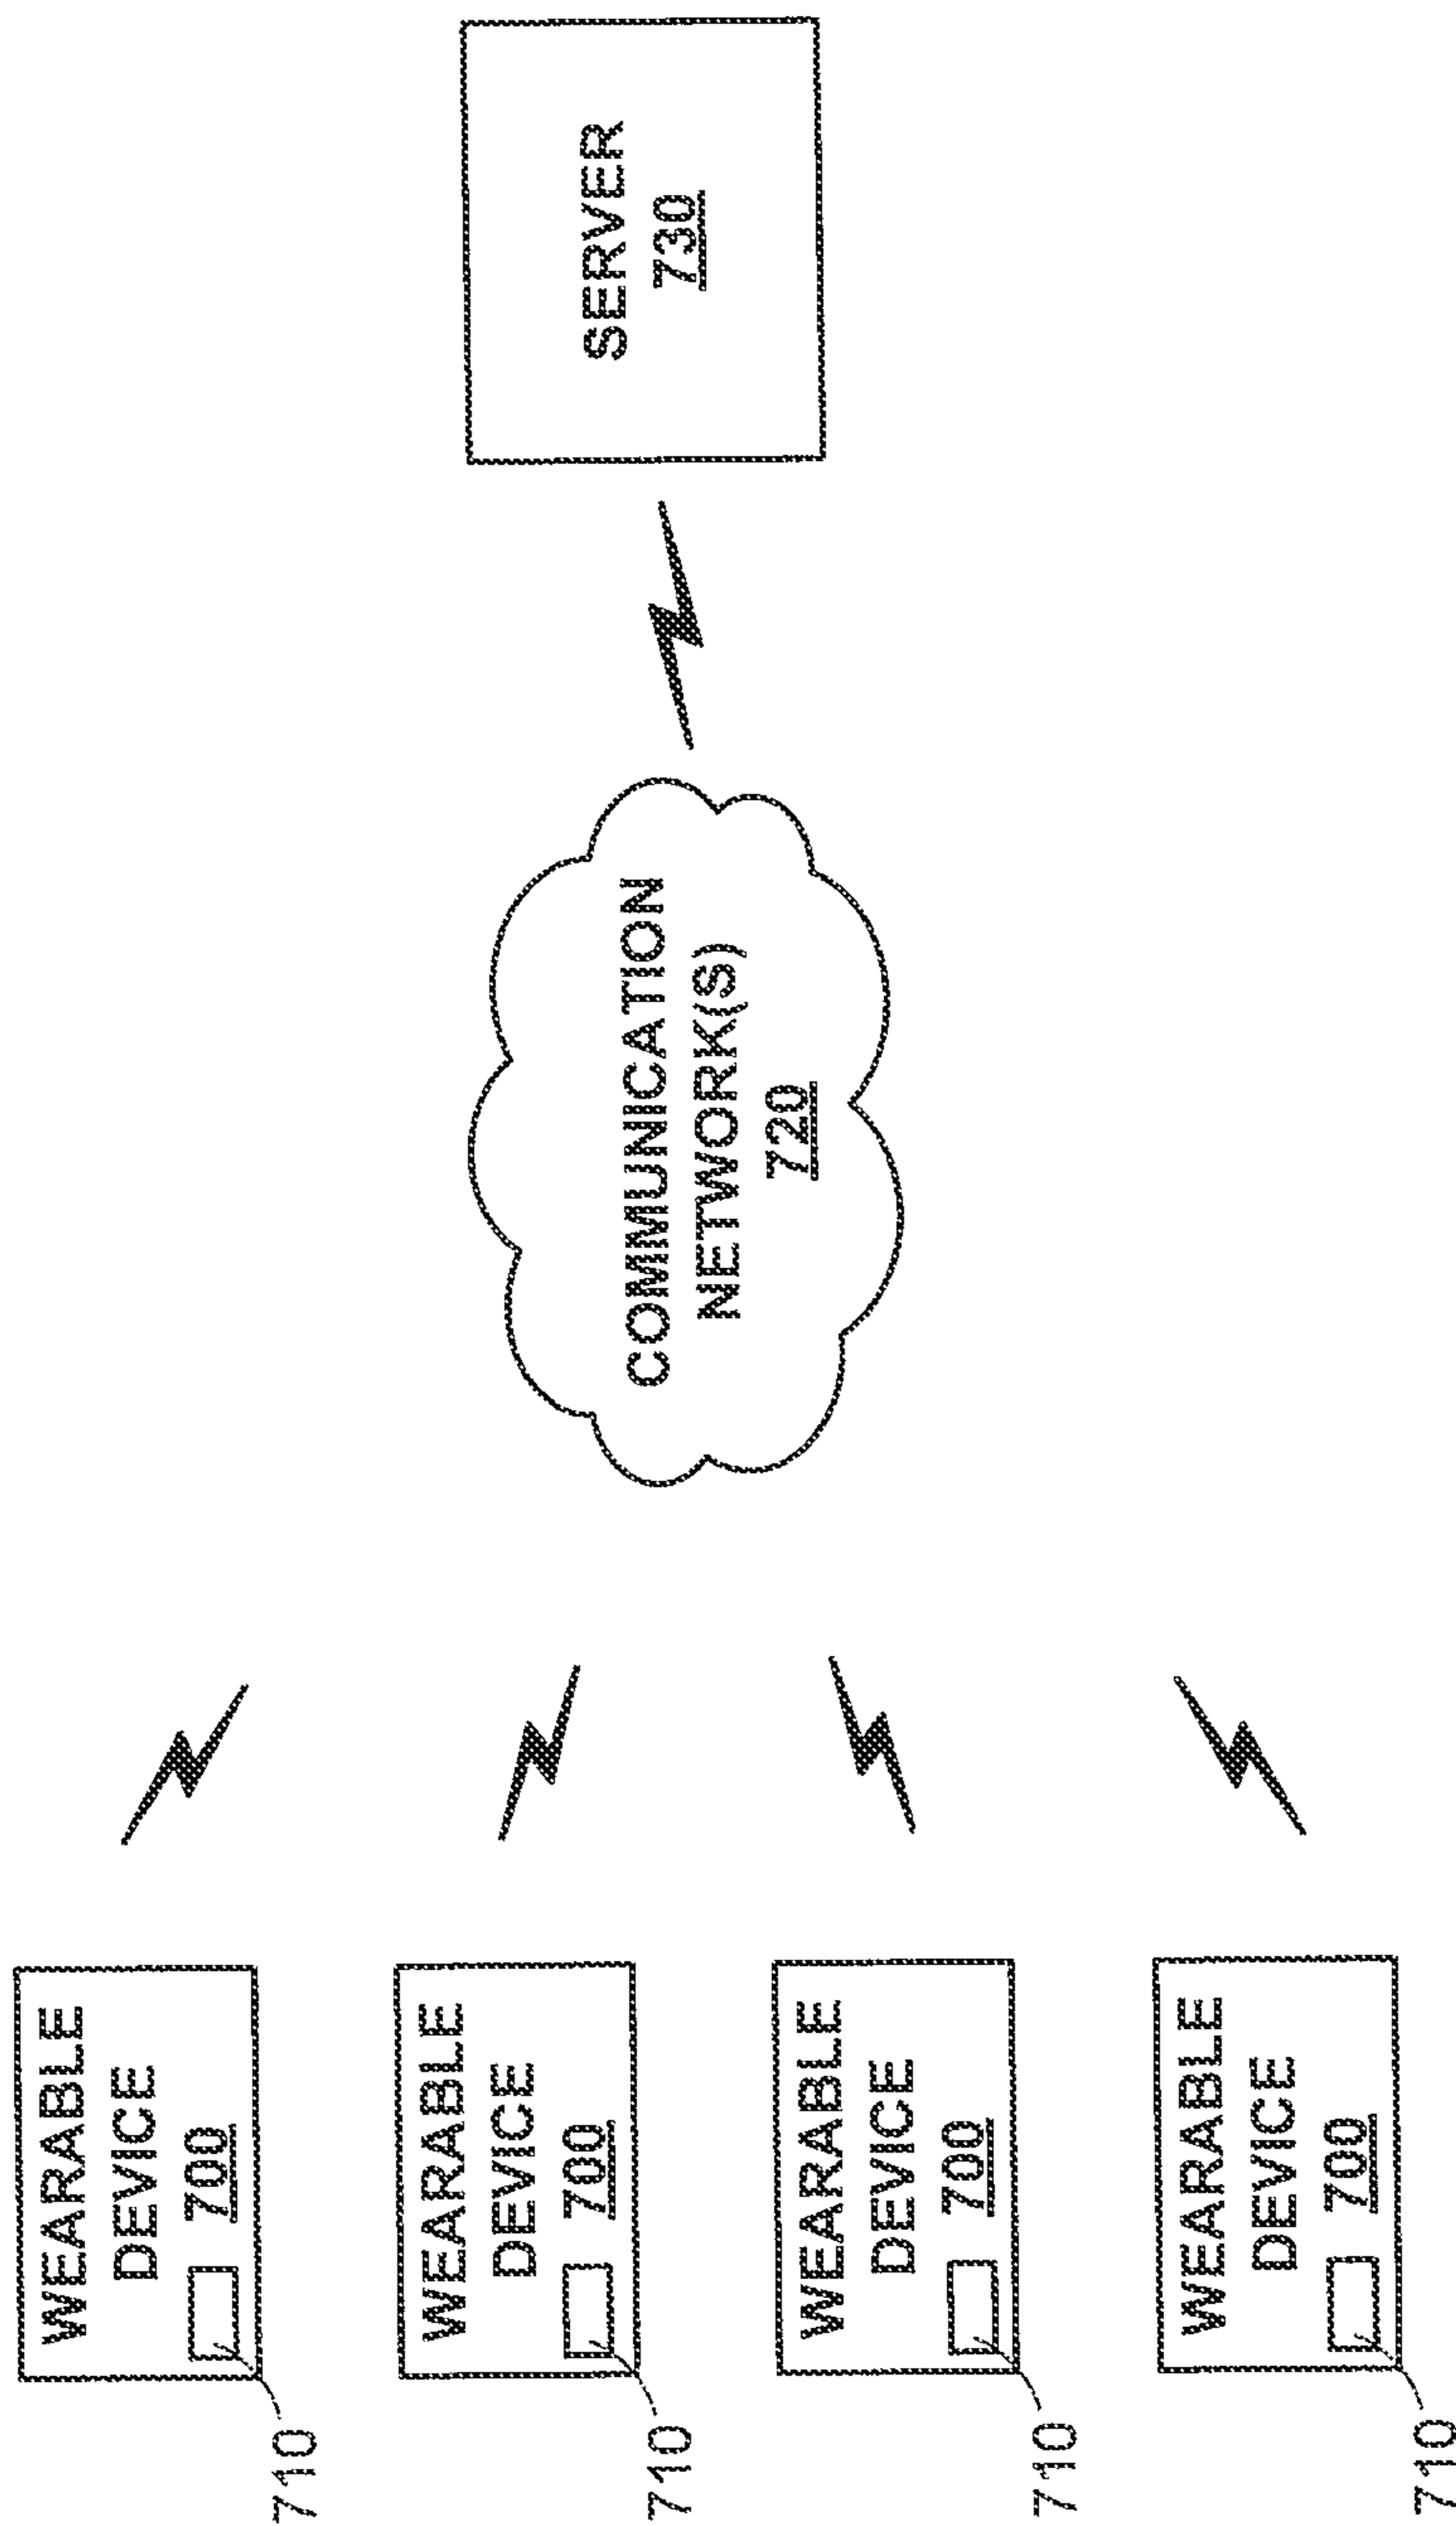 WEARABLE
DEVICE
700
710
WEARABLE
DEVICE
700
710
WEARABLE
DEVICE
700
710
WEARABLE
DEVICE
700
710
COMMUNICATION
NETWORK(S)
720
SERVER
730